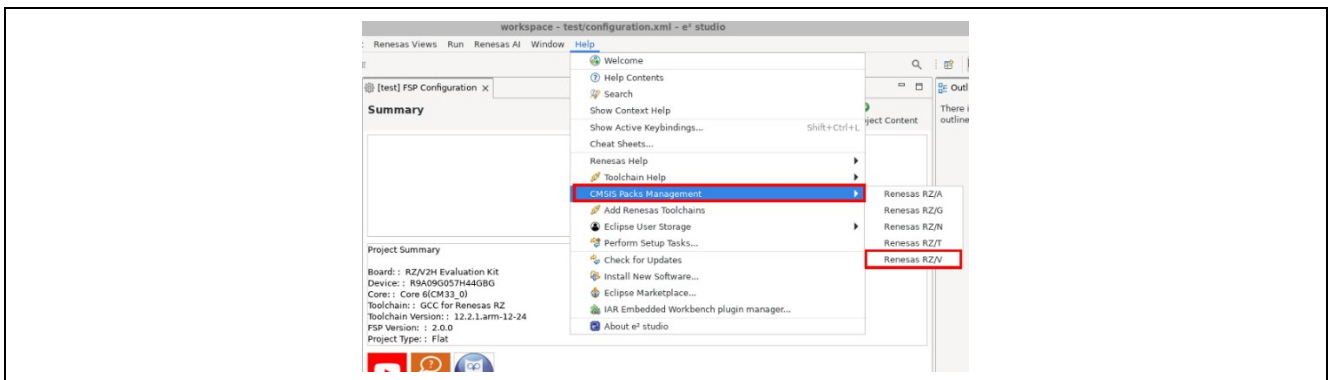 workspace - test/configuration.xml - e² studio
Renesas Views Run Renesas AI Window Help
[test] FSP Configuration
Summary
Welcome
Help Contents
Search
Show Context Help
Show Active Keybindings... Shift+Ctrl+L
Cheat Sheets...
Renesas Help
Toolchain Help
CMSIS Packs Management
Add Renesas Toolchains
Eclipse User Storage
Perform Setup Tasks...
Check for Updates
Install New Software...
Eclipse Marketplace...
IAR Embedded Workbench plugin manager...
About e² studio
Renesas RZ/A
Renesas RZ/G
Renesas RZ/N
Renesas RZ/T
Renesas RZ/V
Content
There
outline
Project Summary
Board: : RZ/V2H Evaluation Kit
Device: : R9A09G057H44GBG
Core: : Core 6(CM33_0)
Toolchain: : GCC for Renesas RZ
Toolchain Version: : 12.2.1.arm-12-24
FSP Version: : 2.0.0
Project Type: : Flat